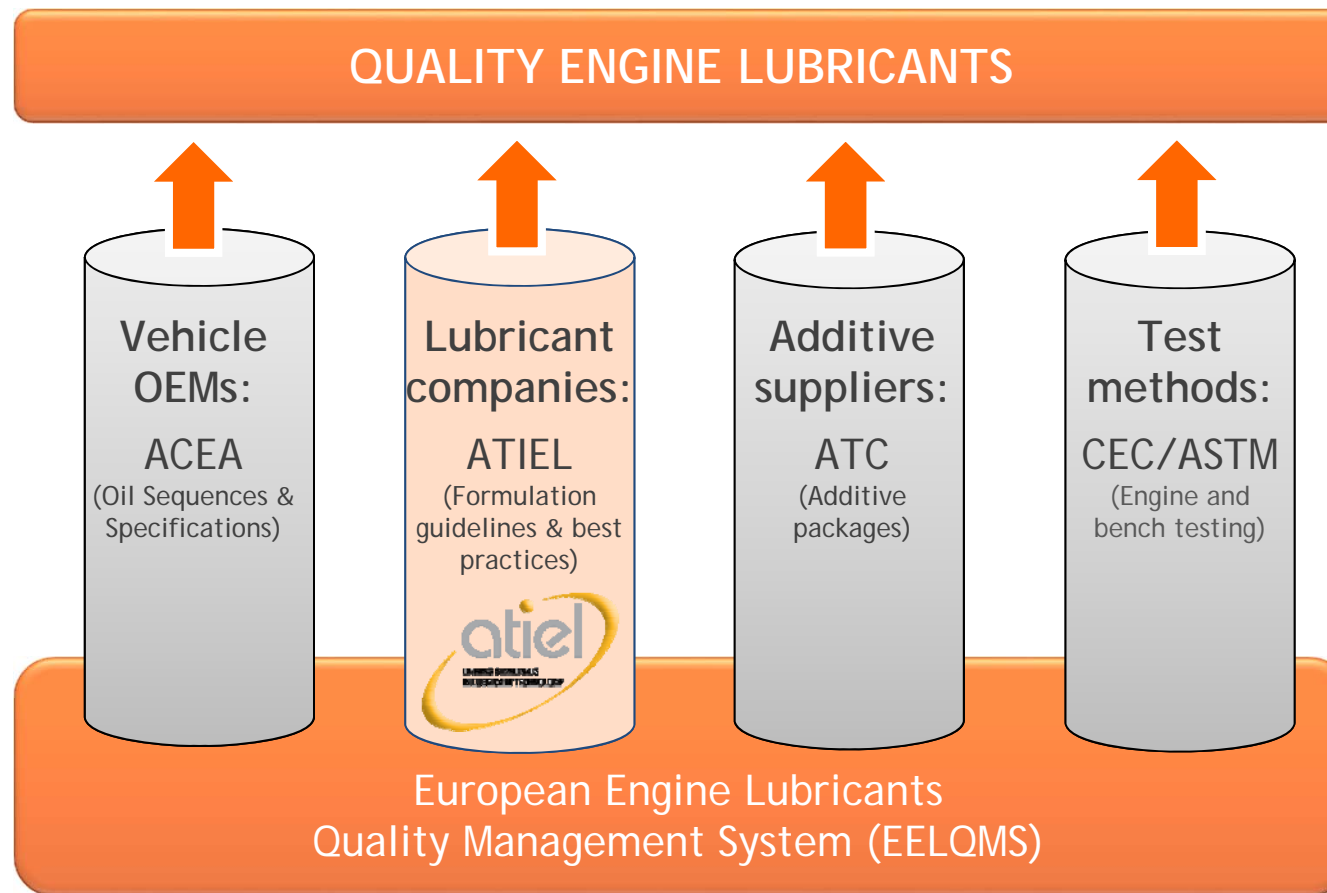 QUALITY ENGINE LUBRICANTS
Vehicle
OEMs:
ACEA
(Oil Sequences &
Specifications)
Lubricant
companies:
ATIEL
(Formulation
guidelines & best
practices)
atiel
Additive
suppliers:
ATC
(Additive
packages)
Test
methods:
CEC/ASTM
(Engine and
bench testing)
European Engine Lubricants
Quality Management System (EELQMS)